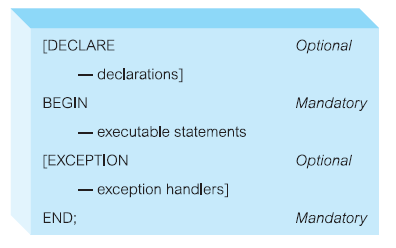 [DECLARE Optional
— declarations]
BEGIN Mandatory
— executable statements
[EXCEPTION Optional
— exception handlers]
END; Mandatory